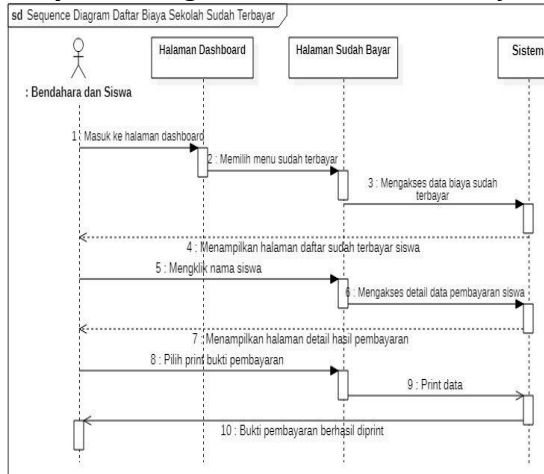 sd Sequence Diagram Daftar Biaya Sekolah Sudah Terbayar
Halaman Dashboard
Halaman Sudah Bayar
Sistem
: Bendahara dan Siswa
1 : Masuk ke halaman dashboard
2 : Memilih menu sudah terbayar
3 : Mengakses data biaya sudah
terbayar
4 : Menampilkan halaman daftar sudah terbayar siswa
5 : Mengklik nama siswa
6 : Mengakses detail data pembayaran siswa
7 : Menampilkan halaman detail hasil pembayaran
8 : Pilih print bukti pembayaran
9 : Print data
10 : Bukti pembayaran berhasil diprint